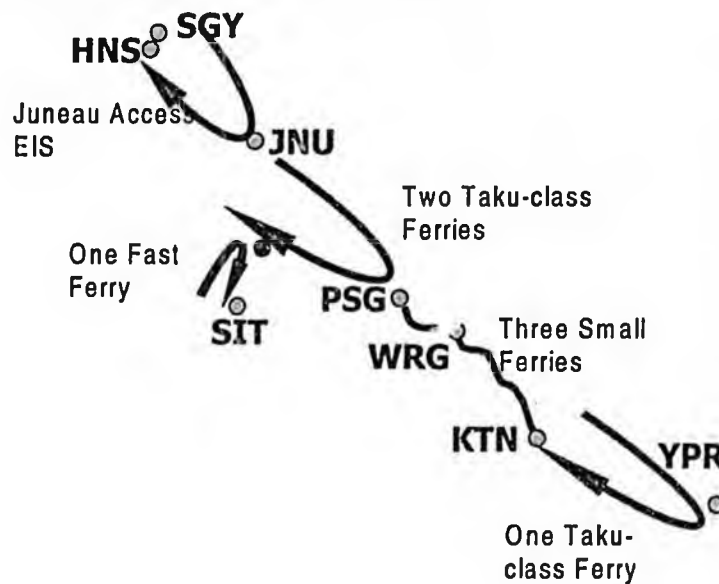 SGY
HNS
Juneau Access
EIS
JNU
Two Taku-class
Ferries
One Fast
Ferry
PSG
SIT
Three Small
WRG
Ferries
KTN
YPR
One Taku-
class Ferry